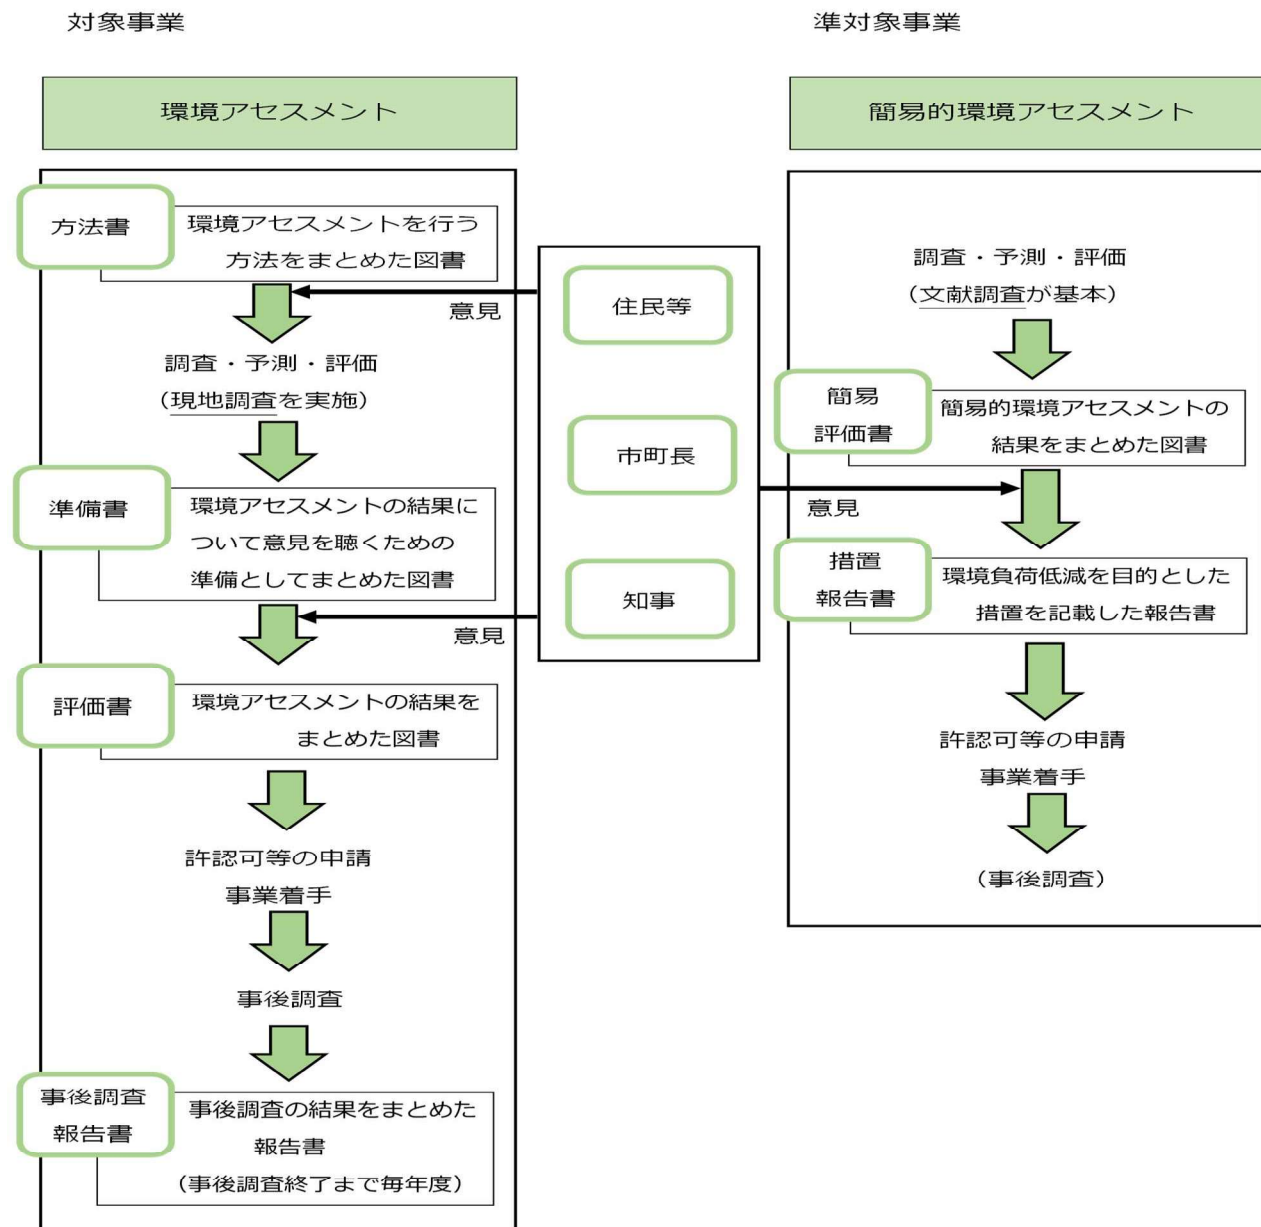 対象事業
環境アセスメント
方法書
環境アセスメントを行う
方法をまとめた図書
意見
調査・予測・評価
(現地調査を実施)
準備書
環境アセスメントの結果に
ついて意見を聴くための
準備としてまとめた図書
意見
評価書
環境アセスメントの結果を
まとめた図書
許認可等の申請
事業着手
事後調査
事後調査
報告書
事後調査の結果をまとめた
報告書
(事後調査終了まで毎年度)
住民等
市町長
知事
準対象事業
簡易的環境アセスメント
調査・予測・評価
(文献調査が基本)
簡易
評価書
簡易的環境アセスメントの
結果をまとめた図書
意見
措置
報告書
環境負荷低減を目的とした
措置を記載した報告書
許認可等の申請
事業着手
(事後調査)